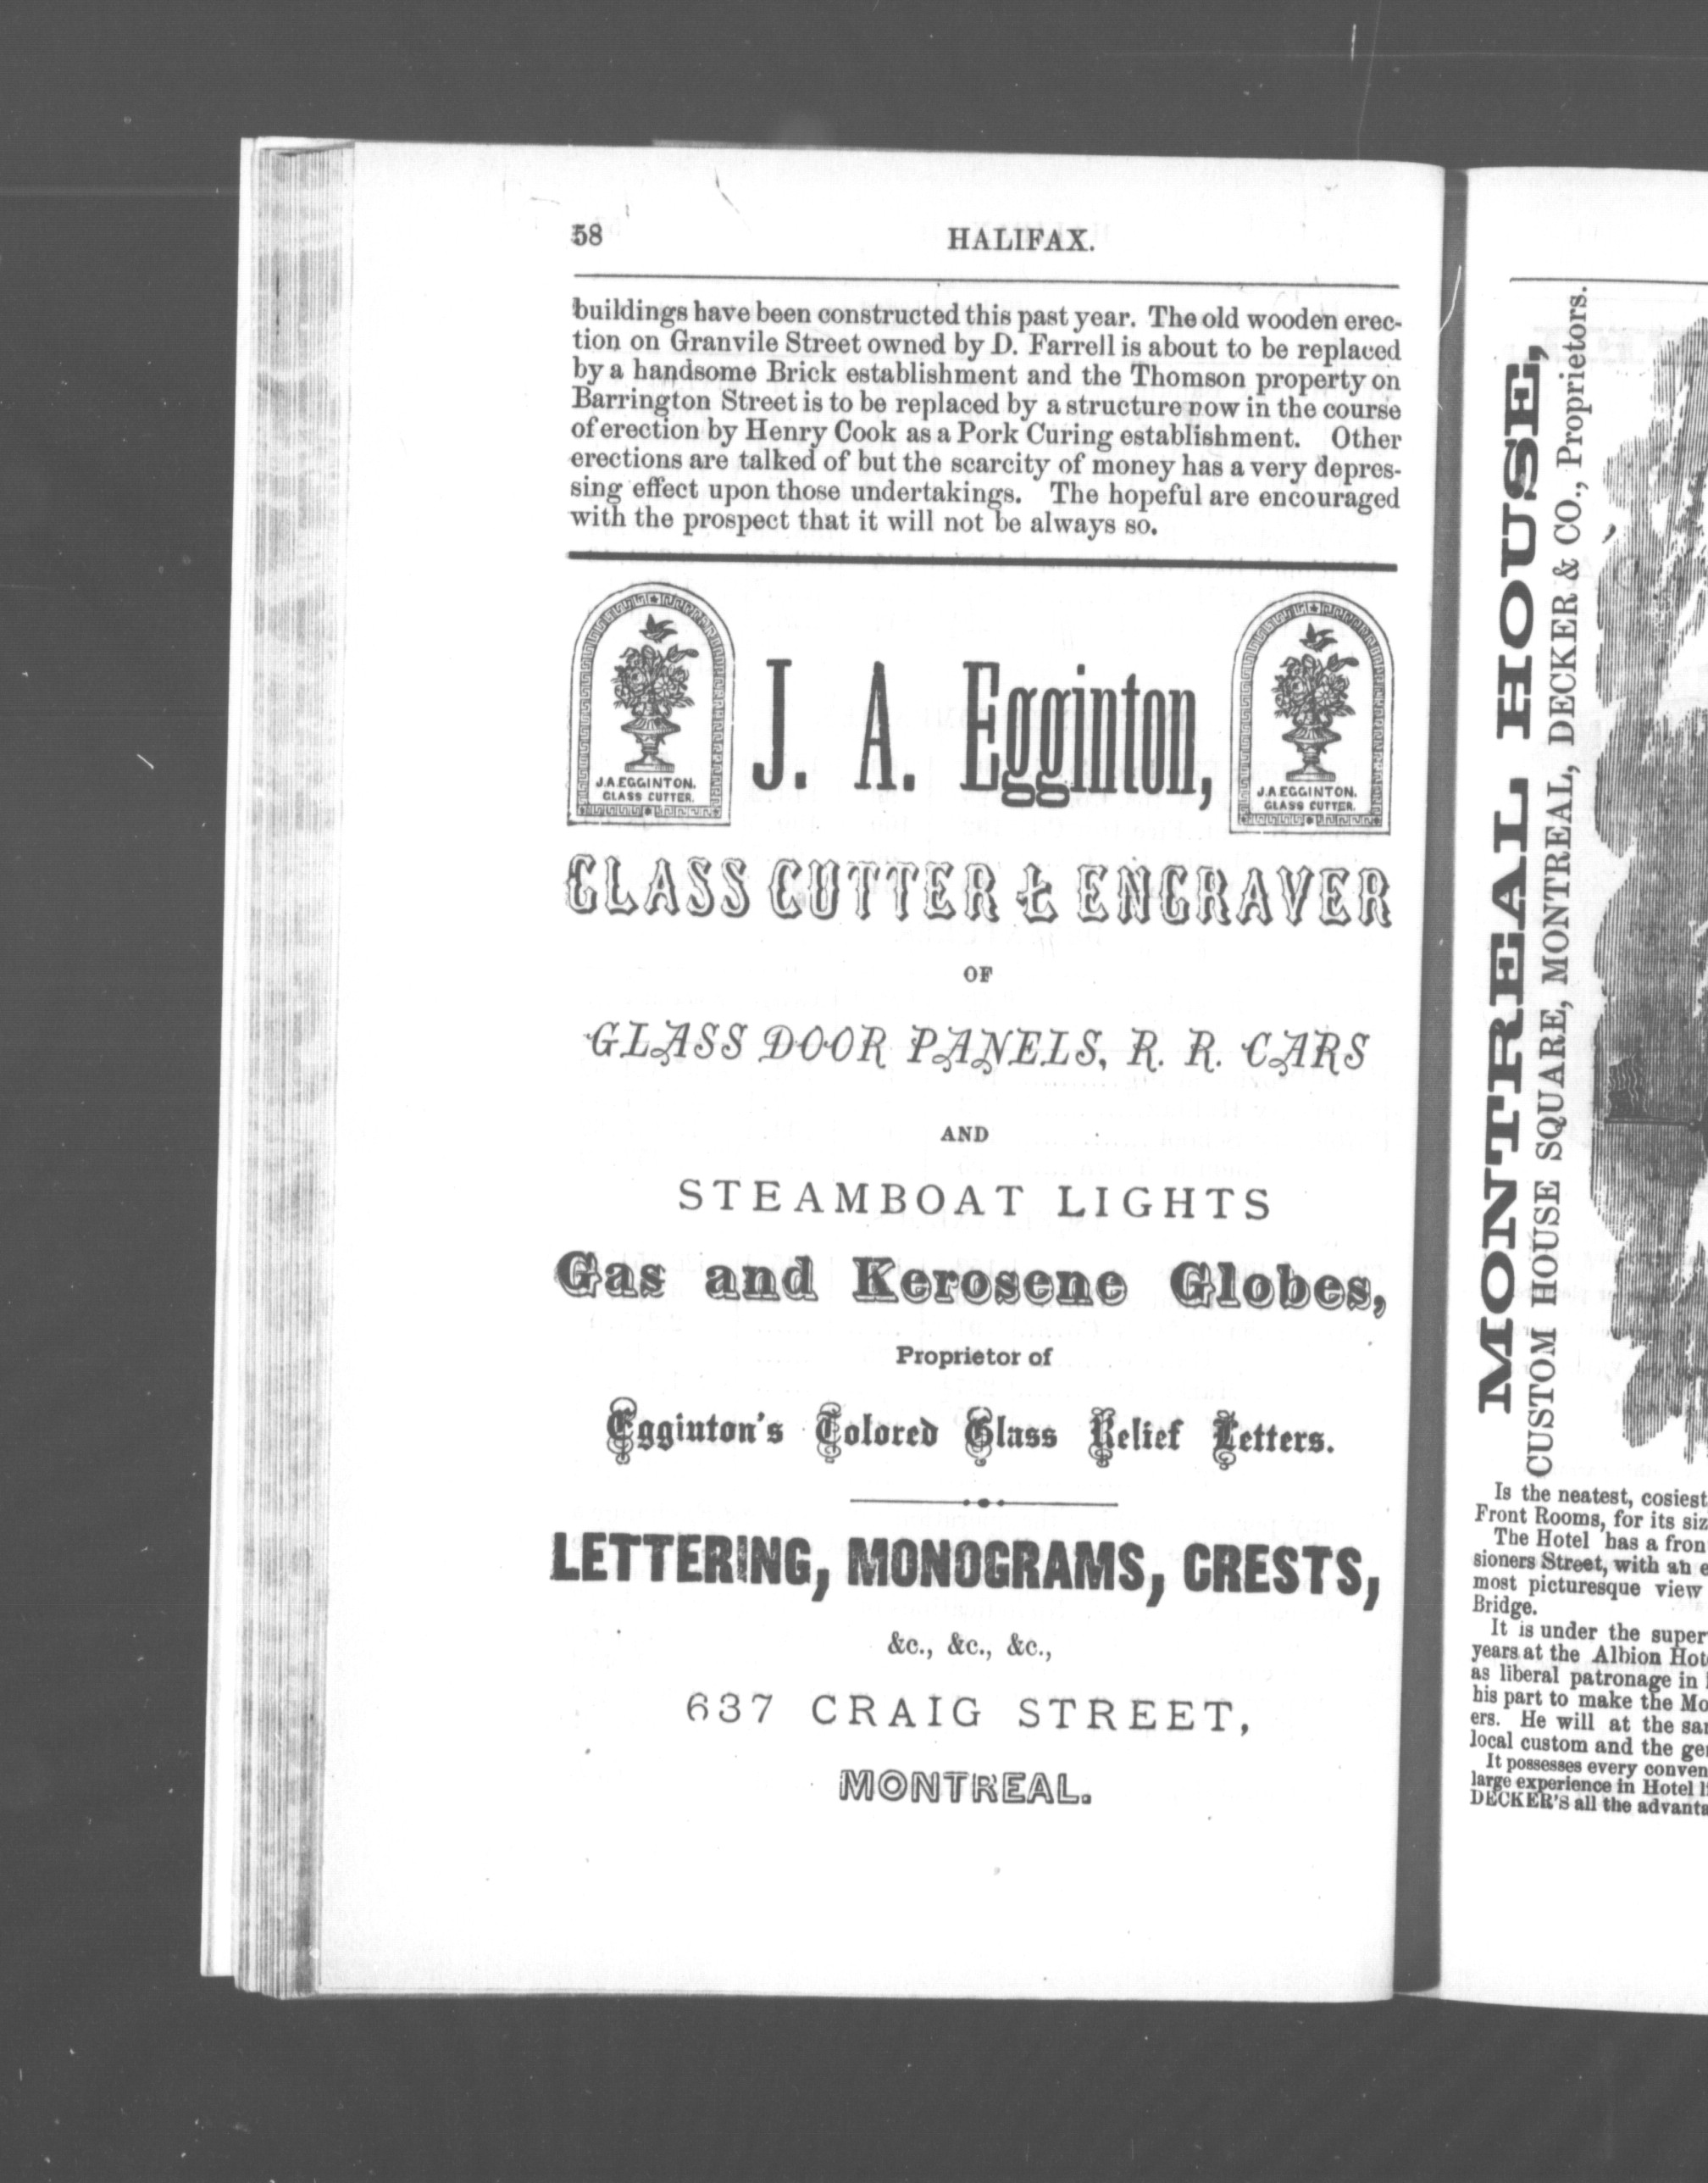 58 HALIFAX.
buildings have been constructed this past year. The old wooden erec-
tion on Granvile Street owned by D. Farrell is about to be replaced
by a handsome Brick establishment and the Thomson property on
Barrington Street is to be replaced by a structure now in the course
of erection by Henry Cook as a Pork Curing establishment. Other
erections are talked of but the scarcity of money has a very depres-
sing effect upon those undertakings. The hopeful are encouraged
with the prospect that it will not be always so.
J.A.EGGINTON.
GLASS CUTTER.
J. A. Egginton,
J.A.EGGINTON.
GLASS CUTTER.
GLASS CUTTER & ENGRAVER
OF
GLASS DOOR PANELS, R. R. CARS
AND
STEAMBOAT LIGHTS
Gas and Kerosene Globes,
Proprietor of
Egginton's Colored Glass Relief Letters.
LETTERING, MONOGRAMS, CRESTS,
&c., &c., &c.,
637 CRAIG STREET,
MONTREAL.
MONTREAL HOUSE,
CUSTOM HOUSE SQUARE, MONTREAL, DECKER & CO., Proprietors.
Is the neatest, cosiest
Front Rooms, for its siz
The Hotel has a fron
sioners Street, with an e
most picturesque view
Bridge.
It is under the super
years at the Albion Hot
as liberal patronage in
his part to make the Mo
ers. He will at the sa
local custom and the ge
It possesses every conven
large experience in Hotel li
DECKER'S all the advanta